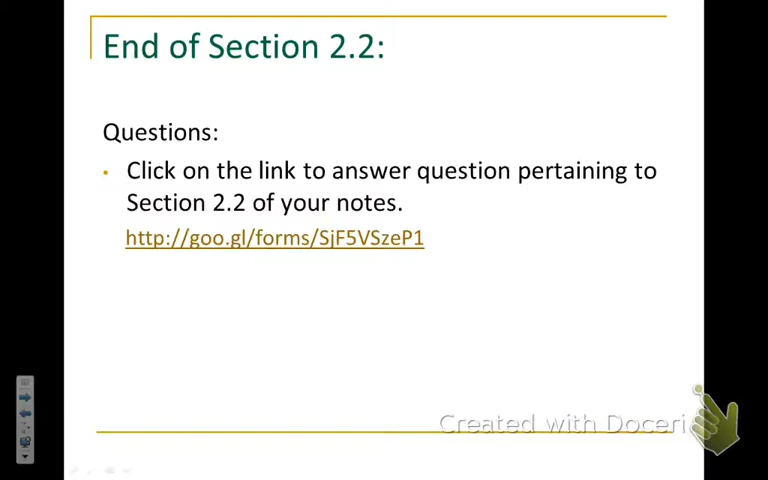 End of Section 2.2:
Questions:
• Click on the link to answer question pertaining to
Section 2.2 of your notes.
http://goo.gl/forms/SjF5VSzeP1
Created with Doceri